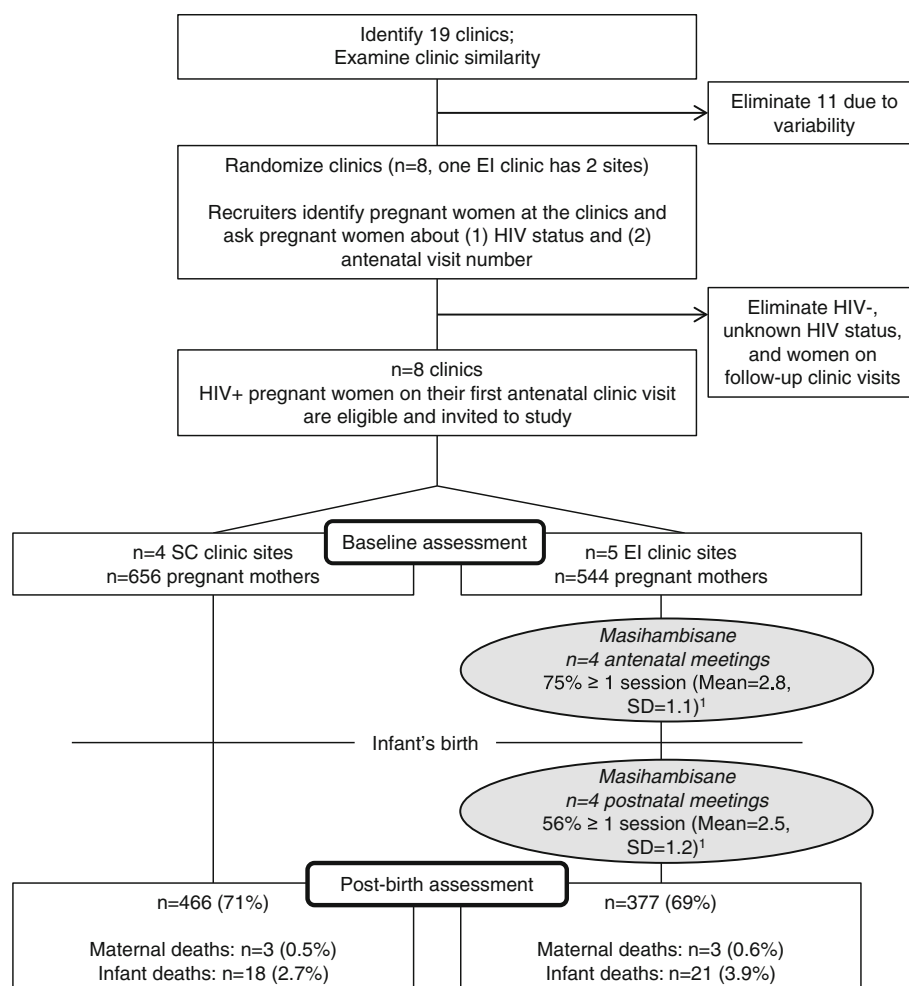 Identify 19 clinics;
Examine clinic similarity
Eliminate 11 due to
variability
Randomize clinics (n=8, one EI clinic has 2 sites)
Recruiters identify pregnant women at the clinics and
ask pregnant women about (1) HIV status and (2)
antenatal visit number
Eliminate HIV-,
unknown HIV status,
and women on
follow-up clinic visits
n=8 clinics
HIV+ pregnant women on their first antenatal clinic visit
are eligible and invited to study
Baseline assessment
n=4 SC clinic sites
n=656 pregnant mothers
n=5 EI clinic sites
n=544 pregnant mothers
Masihambisane
n=4 antenatal meetings
75% ≥ 1 session (Mean=2.8,
SD=1.1)¹
Infant's birth
Masihambisane
n=4 postnatal meetings
56% ≥ 1 session (Mean=2.5,
SD=1.2)¹
Post-birth assessment
n=466 (71%)
Maternal deaths: n=3 (0.5%)
Infant deaths: n=18 (2.7%)
n=377 (69%)
Maternal deaths: n=3 (0.6%)
Infant deaths: n=21 (3.9%)